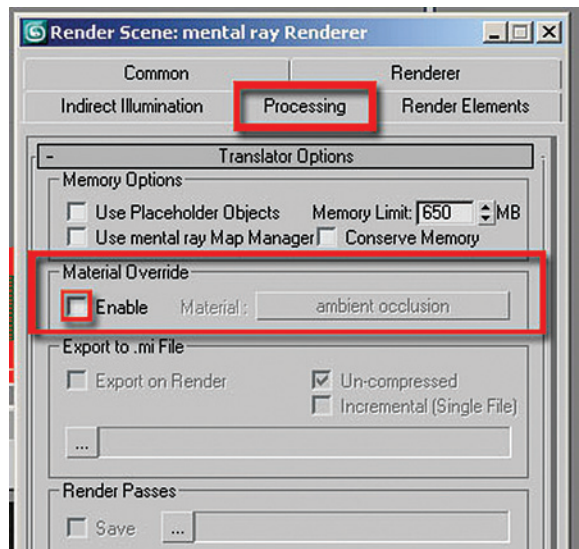 Render Scene: mental ray Renderer
Common Renderer
Indirect Illumination Processing Render Elements
- Translator Options
Memory Options
Use Placeholder Objects Memory Limit: 650 MB
Use mental ray Map Manager Conserve Memory
Material Override
Enable Material : ambient occlusion
Export to .mi File
Export on Render Un-compressed
Incremental (Single File)
...
Render Passes
Save ...